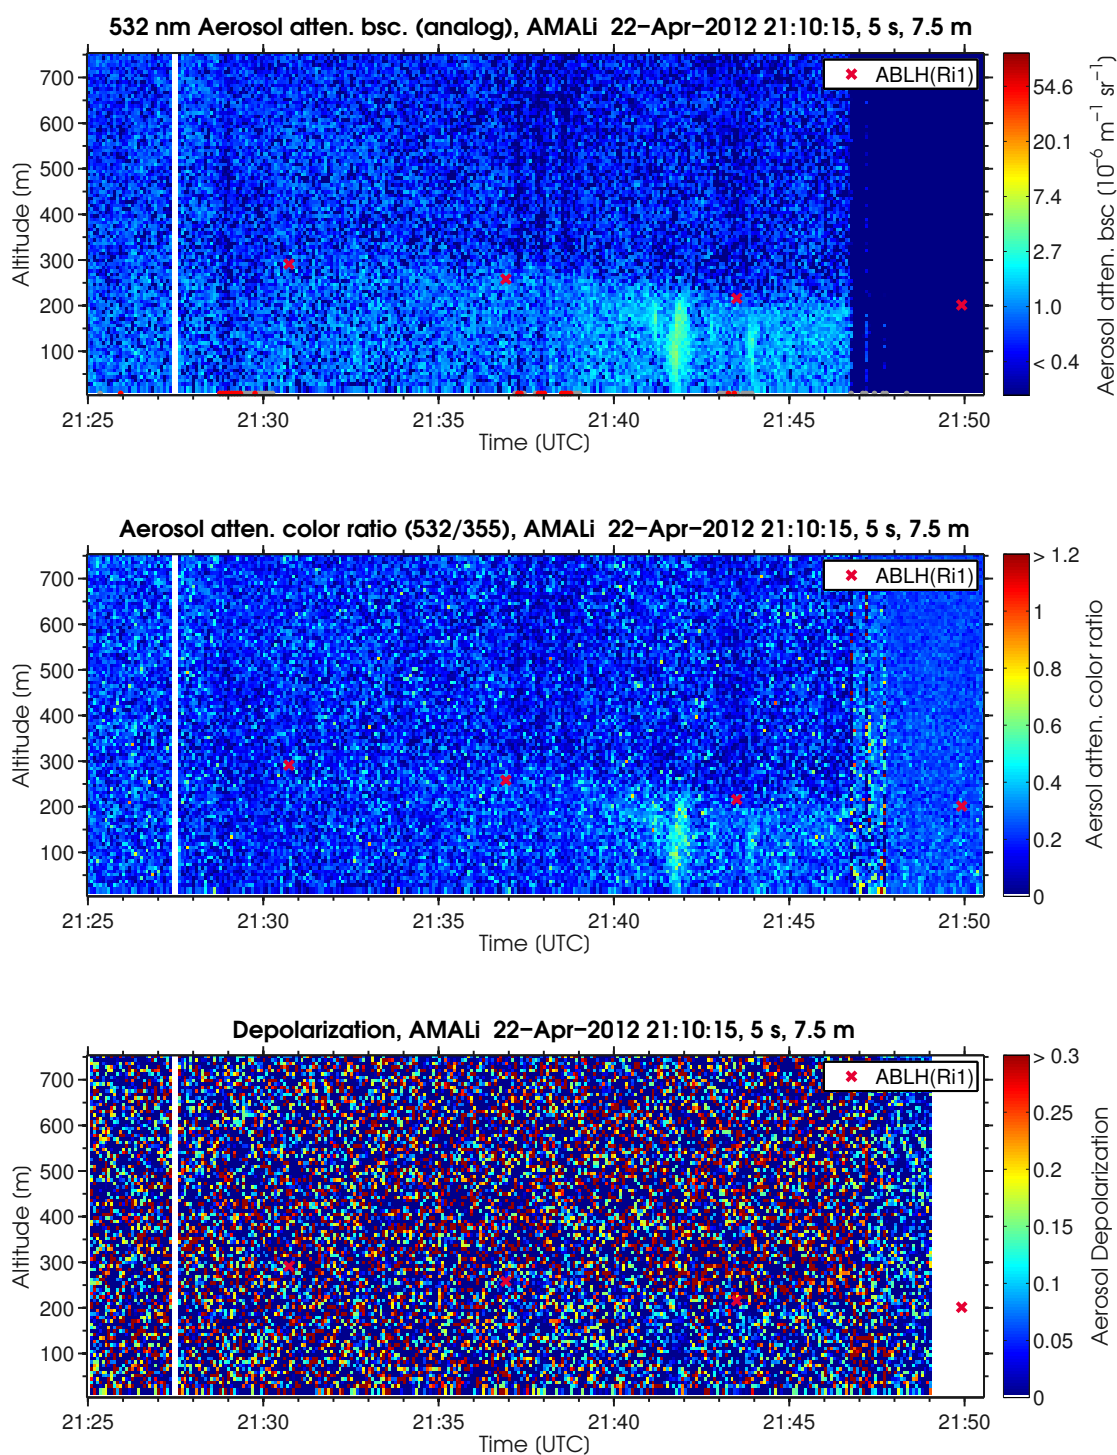 532 nm Aerosol atten. bsc. (analog), AMALi  22−Apr−2012 21:10:15, 5 s, 7.5 m
ABLH(Ri1)
700
600
500
400
300
200
100
Altitude (m)
21:25 21:30 21:35 21:40 21:45 21:50
Time (UTC)
54.6
20.1
7.4
2.7
1.0
< 0.4
Aerosol atten. bsc (10⁻⁶ m⁻¹ sr⁻¹)
Aerosol atten. color ratio (532/355), AMALi  22−Apr−2012 21:10:15, 5 s, 7.5 m
ABLH(Ri1)
700
600
500
400
300
200
100
Altitude (m)
21:25 21:30 21:35 21:40 21:45 21:50
Time (UTC)
> 1.2
1
0.8
0.6
0.4
0.2
0
Aersol atten. color ratio
Depolarization, AMALi  22−Apr−2012 21:10:15, 5 s, 7.5 m
ABLH(Ri1)
700
600
500
400
300
200
100
Altitude (m)
21:25 21:30 21:35 21:40 21:45 21:50
Time (UTC)
> 0.3
0.25
0.2
0.15
0.1
0.05
0
Aerosol Depolarization